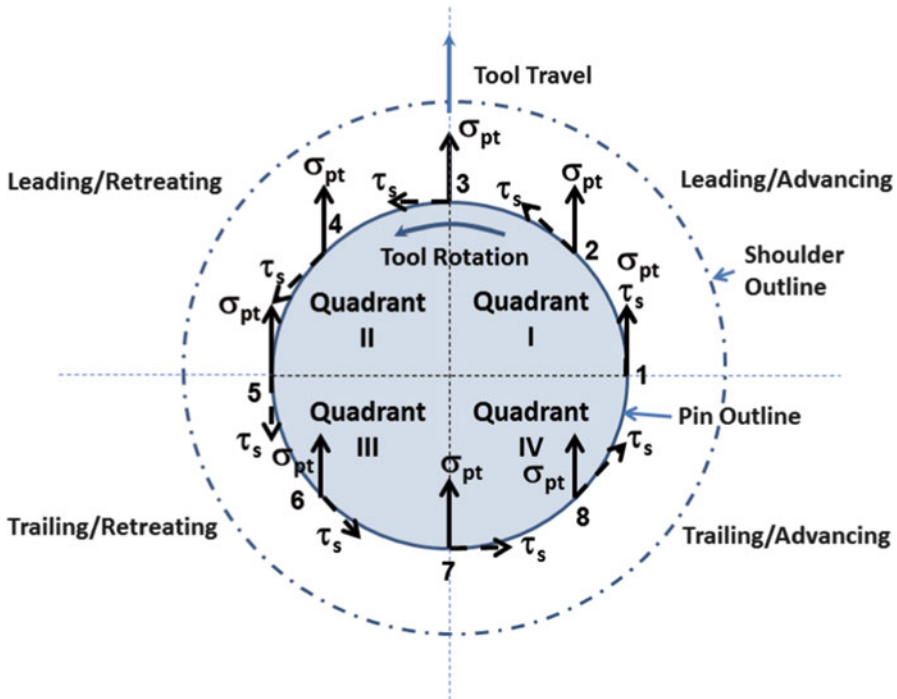 Tool Travel
σpt
Leading/Retreating
σpt
τs
3
τs
σpt
Leading/Advancing
4
2
Tool Rotation
Shoulder
Outline
τs
σpt
σpt
τs
Quadrant
II
Quadrant
I
5
1
Quadrant
III
Quadrant
IV
Pin Outline
τs
σpt
σpt
σpt
τs
6
8
Trailing/Retreating
τs
τs
Trailing/Advancing
7